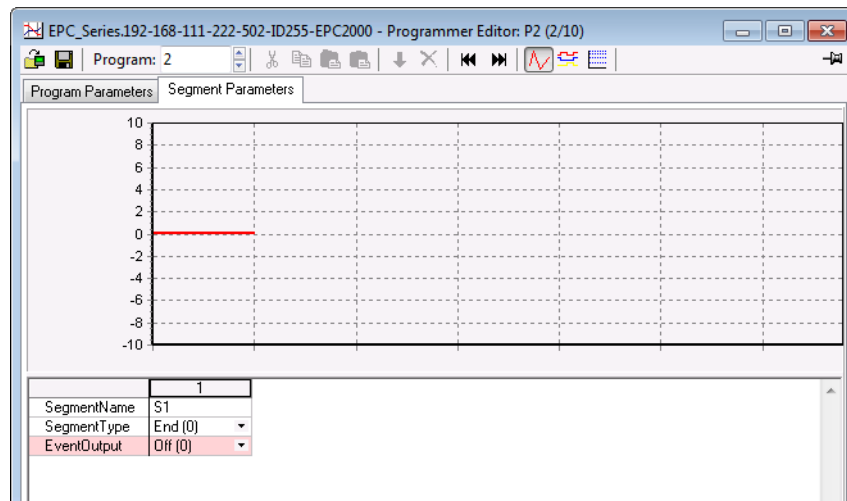 EPC_Series.192-168-111-222-502-ID255-EPC2000 - Programmer Editor: P2 (2/10)
Program: 2
Program Parameters Segment Parameters
10
8
6
4
2
0
-2
-4
-6
-8
-10
1
SegmentName S1
SegmentType End (0)
EventOutput Off (0)